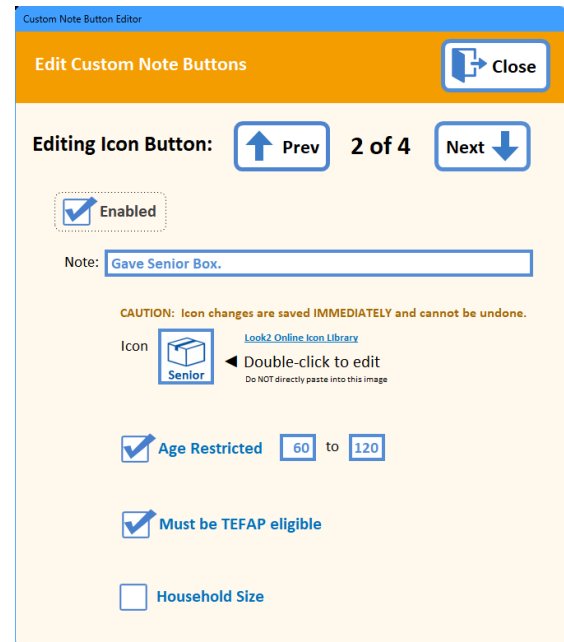 Custom Note Button Editor
Edit Custom Note Buttons
Close
Editing Icon Button:
Prev
2 of 4
Next
Enabled
Note:
Gave Senior Box.
CAUTION:  Icon changes are saved IMMEDIATELY and cannot be undone.
Icon
Senior
Look2 Online Icon LIbrary
Double-click to edit
Do NOT directly paste into this image
Age Restricted
60
to
120
Must be TEFAP eligible
Household Size